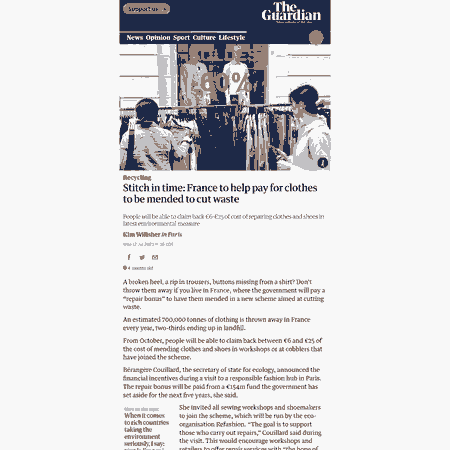 Support us →
The
Guardian
News Opinion Sport Culture Lifestyle
-60%
Recycling
Stitch in time: France to help pay for clothes
to be mended to cut waste
People will be able to claim back €6-€25 of cost of repairing clothes and shoes in
latest environmental measure
Kim Willsher in Paris
A broken heel, a rip in trousers, buttons missing from a shirt? Don't
throw them away if you live in France, where the government will pay a
"repair bonus" to have them mended in a new scheme aimed at cutting
waste.
An estimated 700,000 tonnes of clothing is thrown away in France
every year, two-thirds ending up in landfill.
From October, people will be able to claim back between €6 and €25 of
the cost of mending clothes and shoes in workshops or at cobblers that
have joined the scheme.
Bérangère Couillard, the secretary of state for ecology, announced the
financial incentives during a visit to a responsible fashion hub in Paris.
The repair bonus will be paid from a €154m fund the government has
set aside for the next five years, she said.
When it comes
to rich countries
taking the
environment
seriously, I say:
She invited all sewing workshops and shoemakers
to join the scheme, which will be run by the eco-
organisation Refashion. "The goal is to support
those who carry out repairs," Couillard said during
the visit. This would encourage workshops and
retailers to offer repair services with "the hope of